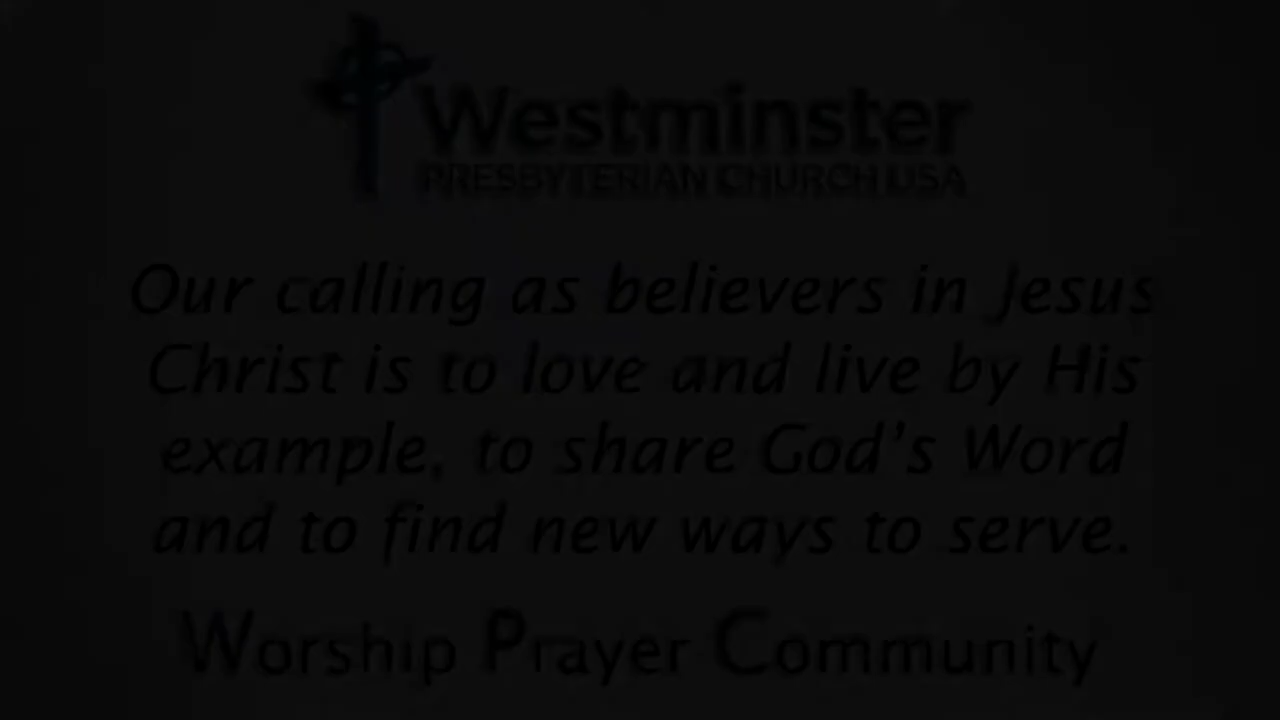 Westminster
PRESBYTERIAN CHURCH USA
Our calling as believers in Jesus
Christ is to love and live by His
example, to share God's Word
and to find new ways to serve.
Worship Prayer Community